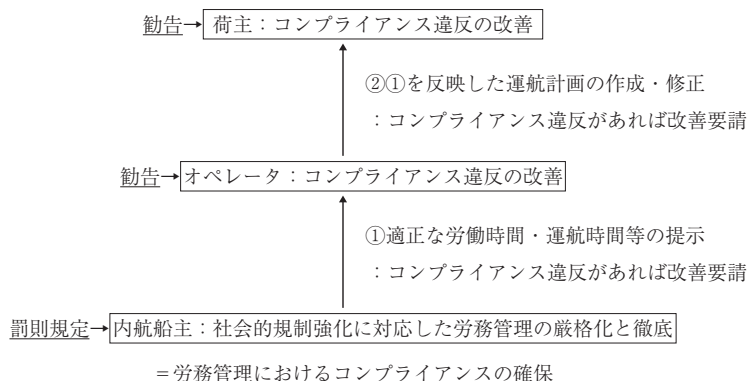 勧告→荷主：コンプライアンス違反の改善
②①を反映した運航計画の作成・修正
：コンプライアンス違反があれば改善要請
勧告→オペレータ：コンプライアンス違反の改善
①適正な労働時間・運航時間等の提示
：コンプライアンス違反があれば改善要請
罰則規定→内航船主：社会的規制強化に対応した労務管理の厳格化と徹底
＝労務管理におけるコンプライアンスの確保